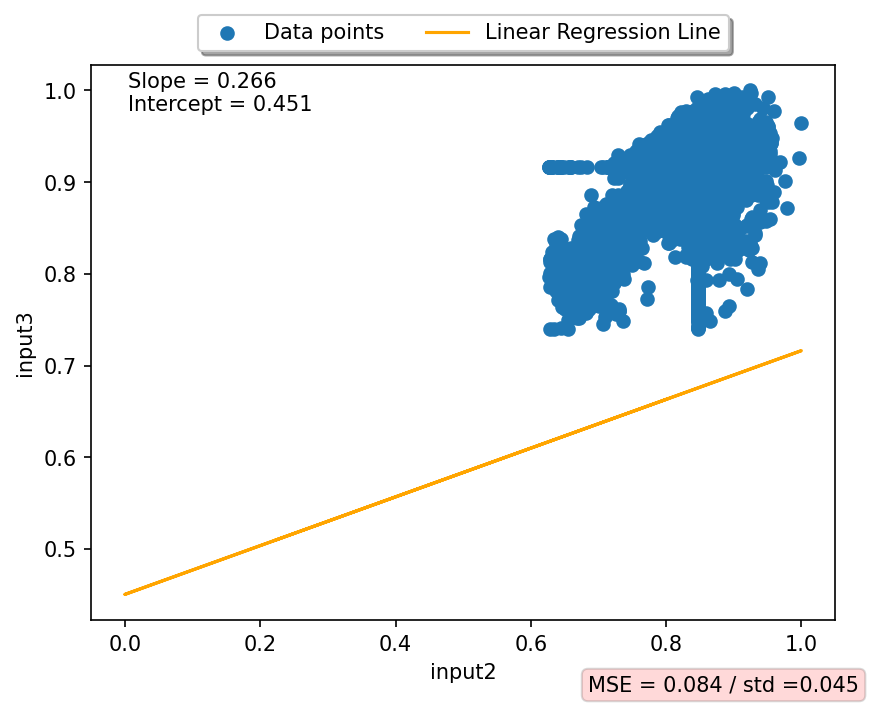 Data points
Linear Regression Line
Slope = 0.266
Intercept = 0.451
1.0
0.9
0.8
0.7
0.6
0.5
input3
0.0 0.2 0.4 0.6 0.8 1.0
input2
MSE = 0.084 / std =0.045